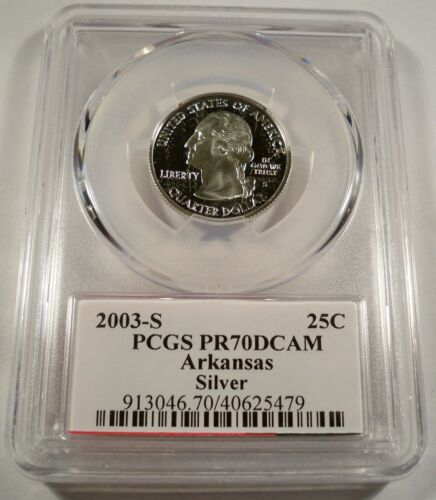 UNITED STATES OF AMERICA
LIBERTY
IN
GOD WE
TRUST
S
QUARTER DOLLAR
2003-S 25C
PCGS PR70DCAM
Arkansas
Silver
913046.70/40625479